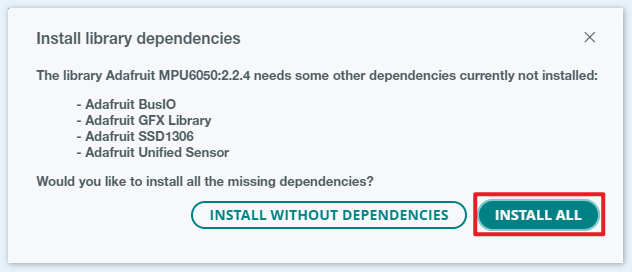 Install library dependencies
The library Adafruit MPU6050:2.2.4 needs some other dependencies currently not installed:
- Adafruit BusIO
- Adafruit GFX Library
- Adafruit SSD1306
- Adafruit Unified Sensor
Would you like to install all the missing dependencies?
INSTALL WITHOUT DEPENDENCIES
INSTALL ALL